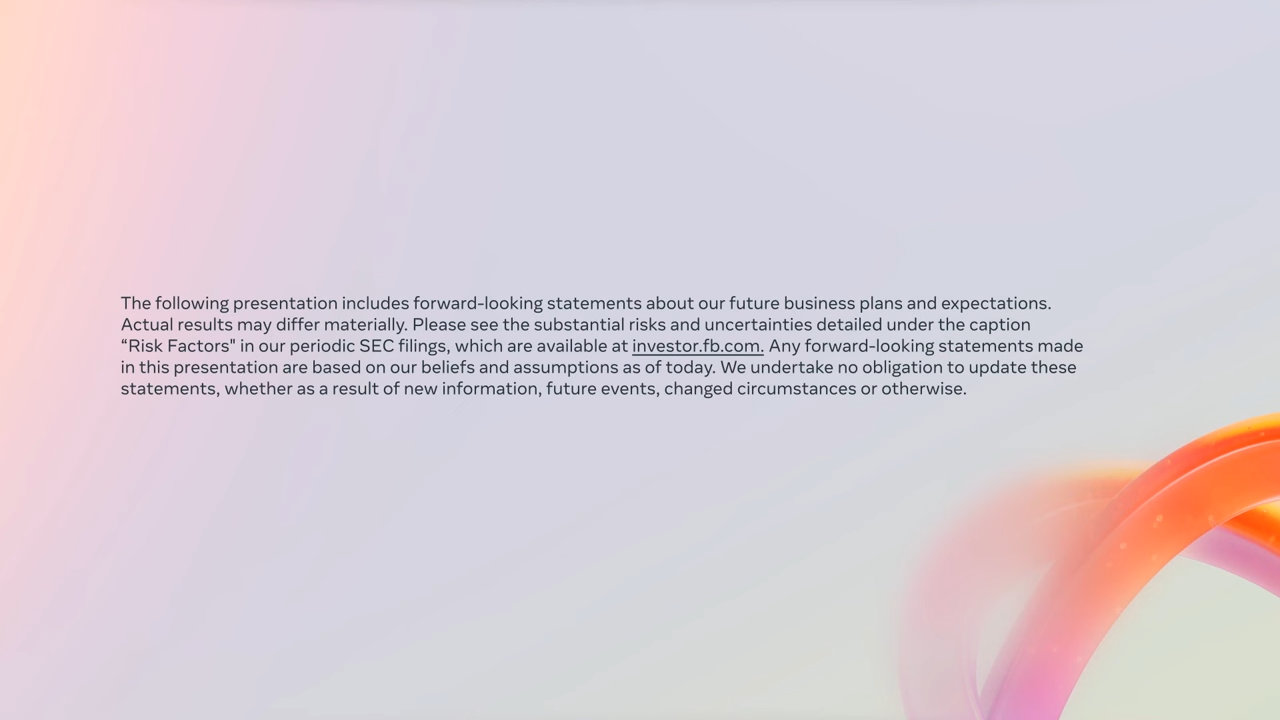 The following presentation includes forward-looking statements about our future business plans and expectations.
Actual results may differ materially. Please see the substantial risks and uncertainties detailed under the caption
“Risk Factors" in our periodic SEC filings, which are available at investor.fb.com. Any forward-looking statements made
in this presentation are based on our beliefs and assumptions as of today. We undertake no obligation to update these
statements, whether as a result of new information, future events, changed circumstances or otherwise.